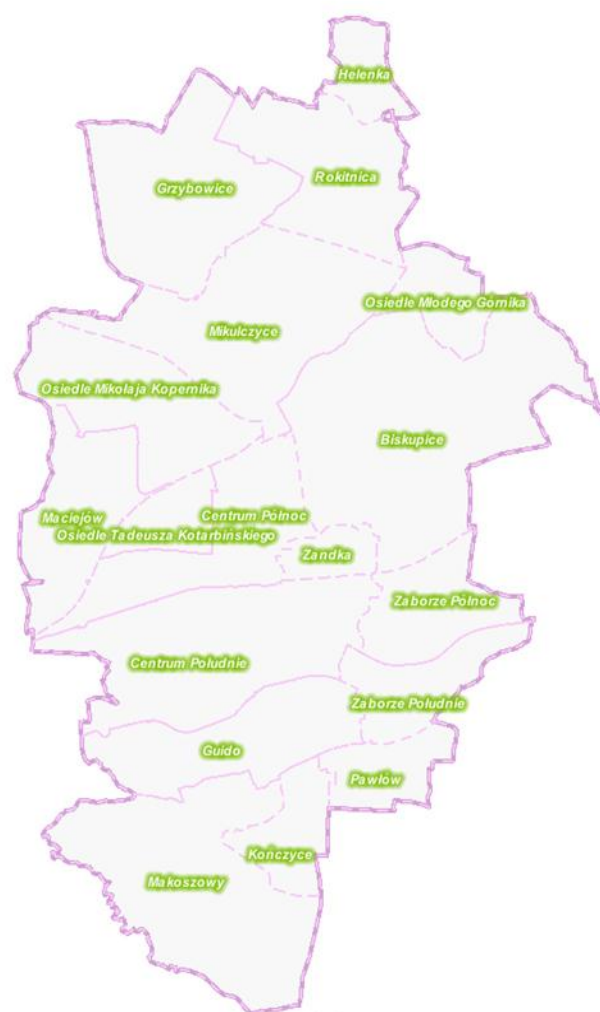 Helenka
Rokitnica
Grzybowice
Osiedle Młodego Górnika
Mikulczyce
Osiedle Mikołaja Kopernika
Biskupice
Centrum Północ
Maciejów
Osiedle Tadeusza Kotarbińskiego
Zandka
Zaborze Północ
Centrum Południe
Zaborze Południe
Guido
Pawłów
Kończyce
Makoszowy